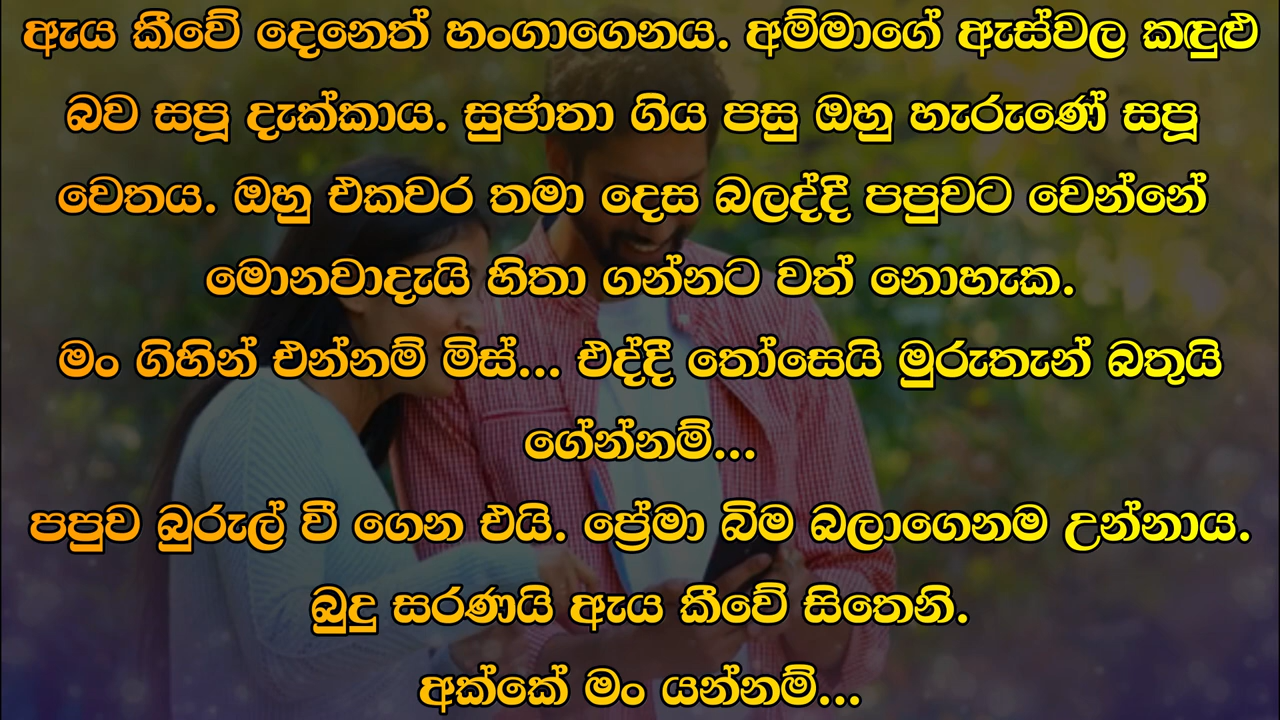 ඇය කීවේ දෙනෙත් හංගාගෙනය. අම්මාගේ ඇස්වල කඳුළු
බව සපූ දැක්කාය. සුජාතා ගිය පසු ඔහු හැරුණේ සපූ
වෙතය. ඔහු එකවර තමා දෙස බලද්දී පපුවට වෙන්නේ
මොනවාදැයි හිතා ගන්නට වත් නොහැක.
මං ගිහින් එන්නම් මිස්... එද්දී තෝසෙයි මුරුතැන් බතුයි
ගේන්නම්...
පපුව බුරුල් වී ගෙන එයි. ප්‍රේමා බිම බලාගෙනම උන්නාය.
බුදු සරණයි ඇය කීවේ සිතෙනි.
අක්කේ මං යන්නම්...